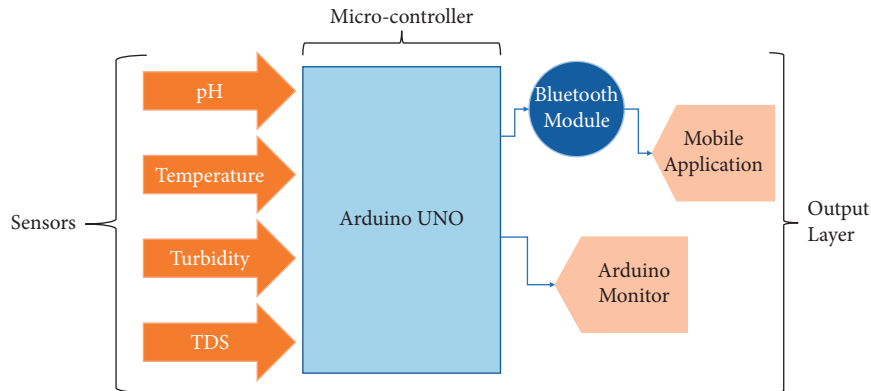 Micro-controller
Sensors
pH
Temperature
Turbidity
TDS
Arduino UNO
Bluetooth
Module
Mobile
Application
Arduino
Monitor
Output
Layer